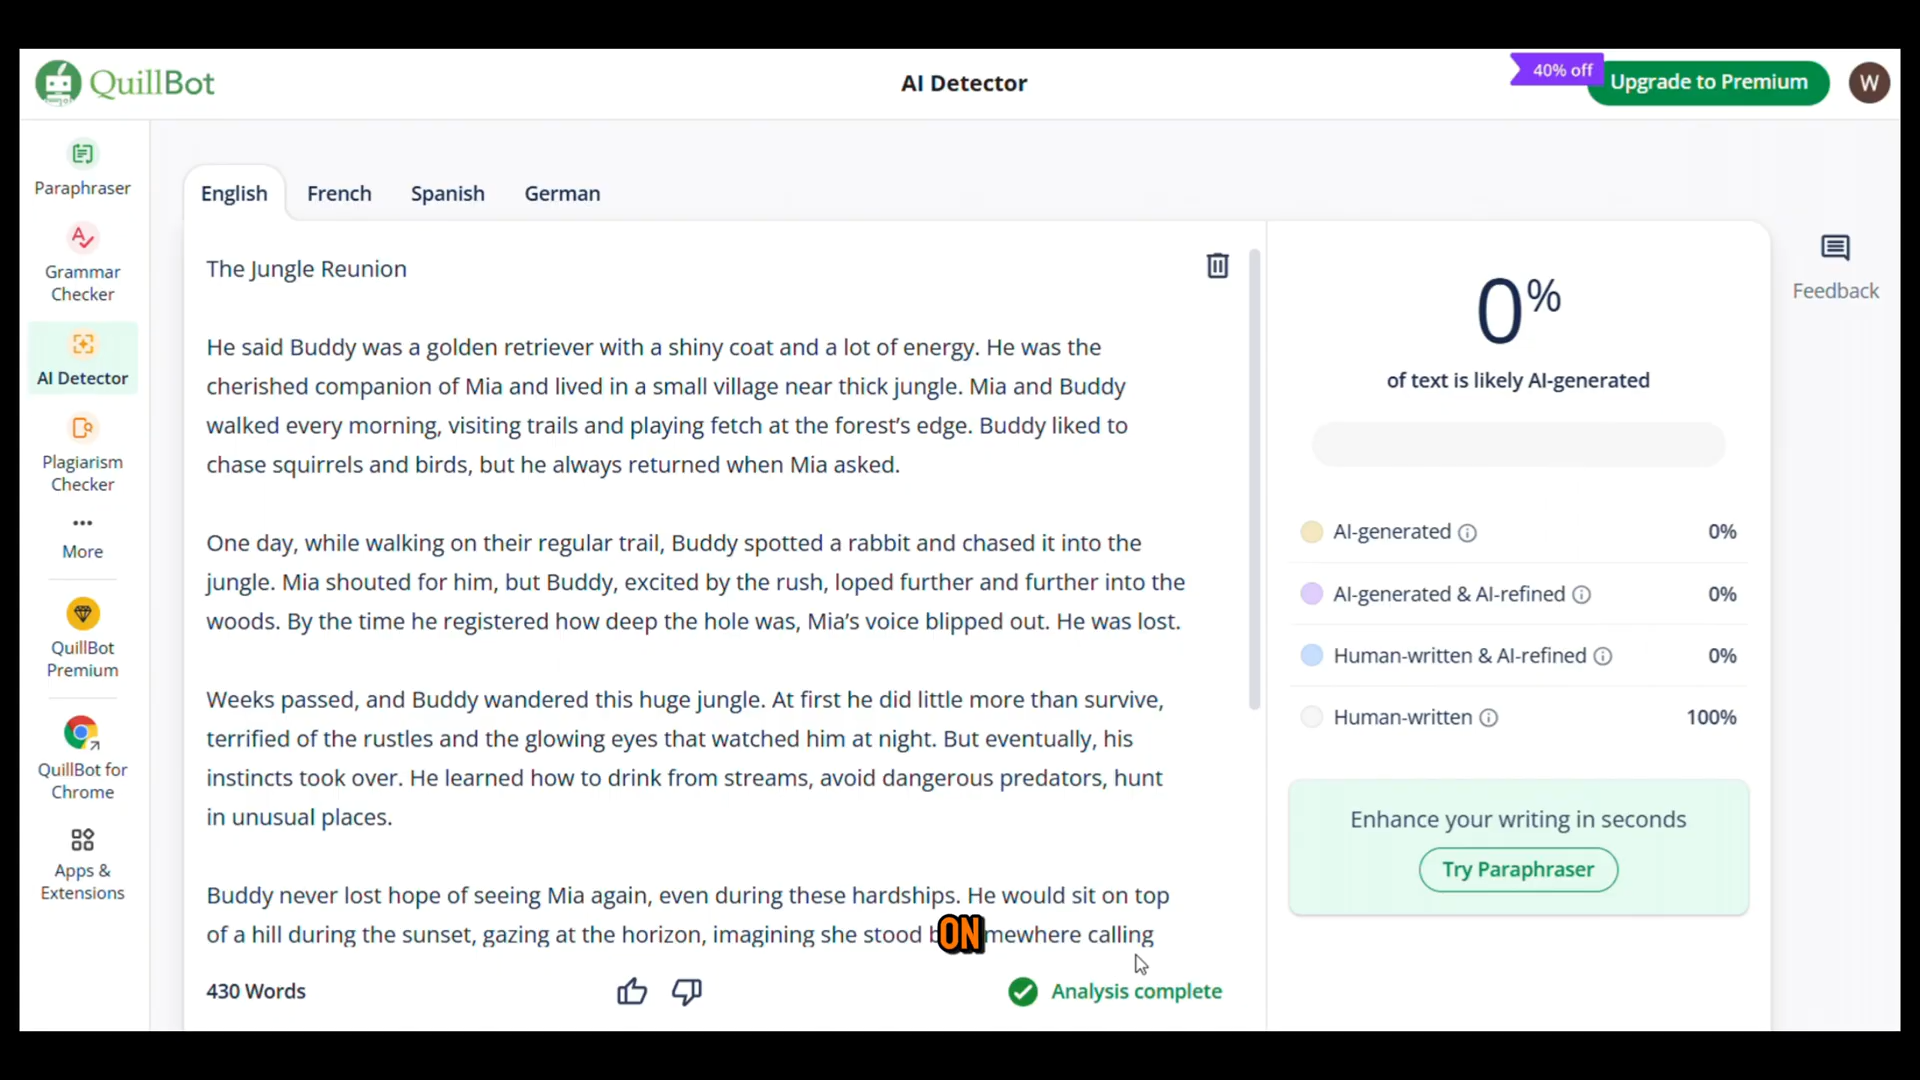 QuillBot
AI Detector
40% off
Upgrade to Premium
W
Paraphraser
Grammar
Checker
AI Detector
Plagiarism
Checker
More
QuillBot
Premium
QuillBot for
Chrome
Apps &
Extensions
English French Spanish German
The Jungle Reunion
He said Buddy was a golden retriever with a shiny coat and a lot of energy. He was the
cherished companion of Mia and lived in a small village near thick jungle. Mia and Buddy
walked every morning, visiting trails and playing fetch at the forest’s edge. Buddy liked to
chase squirrels and birds, but he always returned when Mia asked.
One day, while walking on their regular trail, Buddy spotted a rabbit and chased it into the
jungle. Mia shouted for him, but Buddy, excited by the rush, loped further and further into the
woods. By the time he registered how deep the hole was, Mia’s voice blipped out. He was lost.
Weeks passed, and Buddy wandered this huge jungle. At first he did little more than survive,
terrified of the rustles and the glowing eyes that watched him at night. But eventually, his
instincts took over. He learned how to drink from streams, avoid dangerous predators, hunt
in unusual places.
Buddy never lost hope of seeing Mia again, even during these hardships. He would sit on top
of a hill during the sunset, gazing at the horizon, imagining she stood calling
ON
430 Words
Analysis complete
0%
of text is likely AI-generated
AI-generated 0%
AI-generated & AI-refined 0%
Human-written & AI-refined 0%
Human-written 100%
Enhance your writing in seconds
Try Paraphraser
Feedback